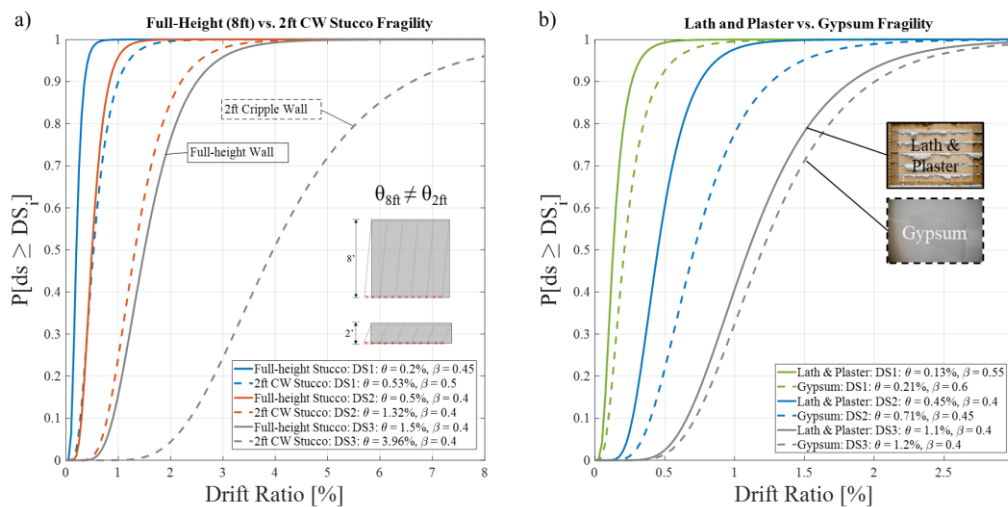 a)
Full-Height (8ft) vs. 2ft CW Stucco Fragility
1
0.9
0.8
0.7
0.6
0.5
0.4
0.3
0.2
0.1
0
P[ds ≥ DSi]
2ft Cripple Wall
Full-height Wall
θ8ft ≠ θ2ft
8'
2'
Full-height Stucco: DS1: θ = 0.2%, β = 0.45
2ft CW Stucco: DS1: θ = 0.53%, β = 0.5
Full-height Stucco: DS2: θ = 0.5%, β = 0.4
2ft CW Stucco: DS2: θ = 1.32%, β = 0.4
Full-height Stucco: DS3: θ = 1.5%, β = 0.4
2ft CW Stucco: DS3: θ = 3.96%, β = 0.4
0 1 2 3 4 5 6 7 8
Drift Ratio [%]
b)
Lath and Plaster vs. Gypsum Fragility
1
0.9
0.8
0.7
0.6
0.5
0.4
0.3
0.2
0.1
0
P[ds ≥ DSi]
Lath &
Plaster
Gypsum
Lath & Plaster: DS1: θ = 0.13%, β = 0.55
Gypsum: DS1: θ = 0.21%, β = 0.6
Lath & Plaster: DS2: θ = 0.45%, β = 0.4
Gypsum: DS2: θ = 0.71%, β = 0.45
Lath & Plaster: DS3: θ = 1.1%, β = 0.4
Gypsum: DS3: θ = 1.2%, β = 0.4
0 0.5 1 1.5 2 2.5
Drift Ratio [%]